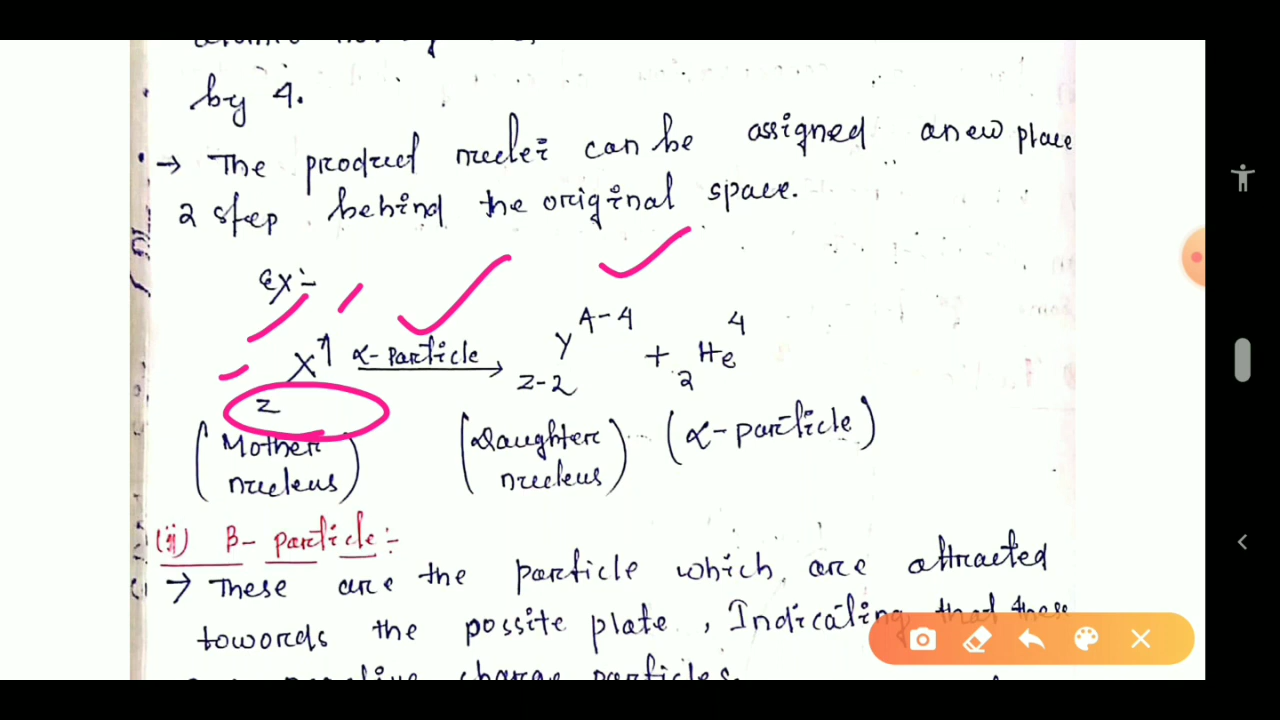 by 4.
→ The product nuclei can be assigned a new place
2 step behind the original space.
Ex:-
X^A α-particle → Y^A-4 + He^4
Z Z-2 2
(Mother nucleus) (Daughter nucleus) (α-particle)
(ii) β-particle:-
→ These are the particle which are attracted
towards the possite plate, Indicating that these
charge particles.